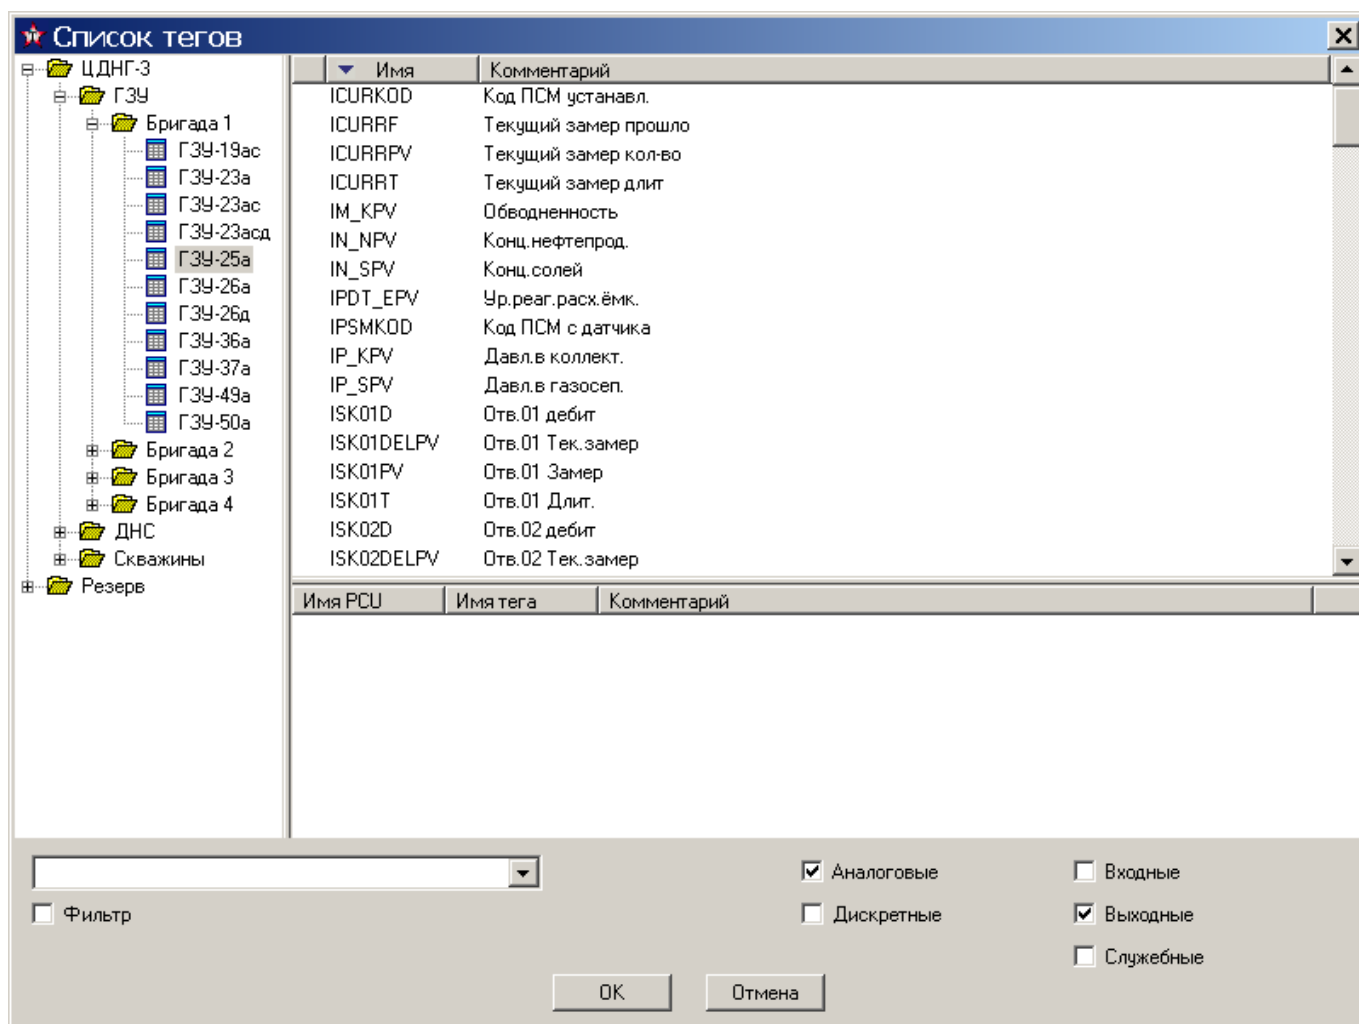 Список тегов
ЦДНГ-3
ГЗУ
Бригада 1
ГЗУ-19ас
ГЗУ-23а
ГЗУ-23ас
ГЗУ-23асд
ГЗУ-25а
ГЗУ-26а
ГЗУ-26д
ГЗУ-36а
ГЗУ-37а
ГЗУ-49а
ГЗУ-50а
Бригада 2
Бригада 3
Бригада 4
ДНС
Скважины
Резерв
Имя Комментарий
ICURKOD Код ПСМ устанавл.
ICURRF Текущий замер прошло
ICURRPV Текущий замер кол-во
ICURRT Текущий замер длит
IM_KPV Обводненность
IN_NPV Конц.нефтепрод.
IN_SPV Конц.солей
IPDT_EPV Ур.реаг.расх.ёмк.
IPSMKOD Код ПСМ с датчика
IP_KPV Давл.в коллект.
IP_SPV Давл.в газосеп.
ISK01D Отв.01 дебит
ISK01DELPV Отв.01 Тек.замер
ISK01PV Отв.01 Замер
ISK01T Отв.01 Длит.
ISK02D Отв.02 дебит
ISK02DELPV Отв.02 Тек.замер
Имя PCU Имя тега Комментарий
Аналоговые Входные
Фильтр Дискретные Выходные
Служебные
OK Отмена